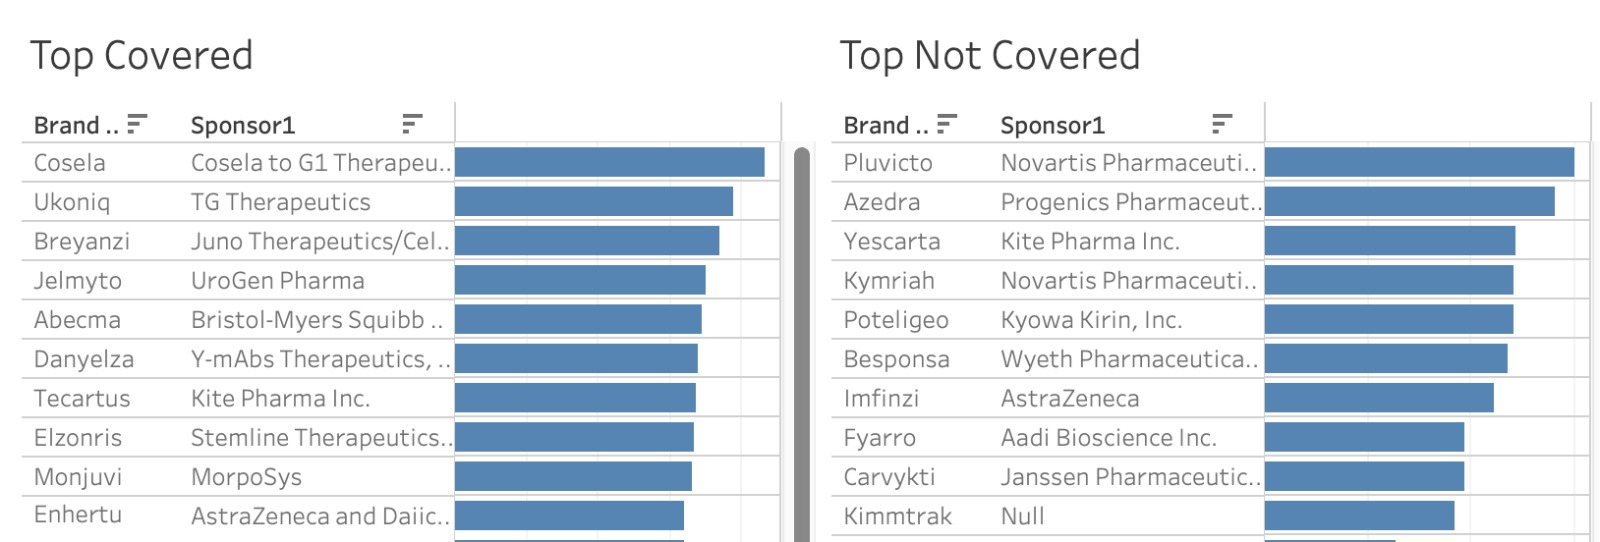 Top Covered
Brand .. Sponsor1
Cosela Cosela to G1 Therapeu..
Ukoniq TG Therapeutics
Breyanzi Juno Therapeutics/Cel..
Jelmyto UroGen Pharma
Abecma Bristol-Myers Squibb ..
Danyelza Y-mAbs Therapeutics, ..
Tecartus Kite Pharma Inc.
Elzonris Stemline Therapeutics..
Monjuvi MorpoSys
Enhertu AstraZeneca and Daiic..
Top Not Covered
Brand .. Sponsor1
Pluvicto Novartis Pharmaceuti..
Azedra Progenics Pharmaceut..
Yescarta Kite Pharma Inc.
Kymriah Novartis Pharmaceuti..
Poteligeo Kyowa Kirin, Inc.
Besponsa Wyeth Pharmaceutica..
Imfinzi AstraZeneca
Fyarro Aadi Bioscience Inc.
Carvykti Janssen Pharmaceutic..
Kimmtrak Null